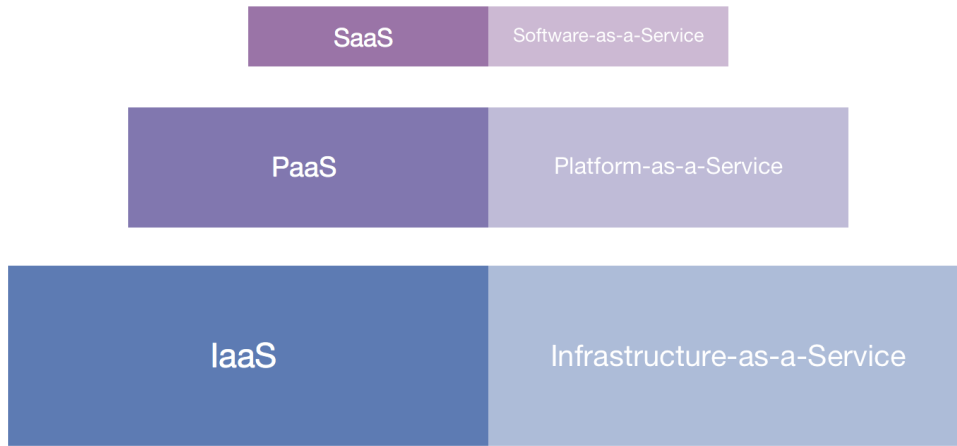 SaaS Software-as-a-Service
PaaS Platform-as-a-Service
IaaS Infrastructure-as-a-Service